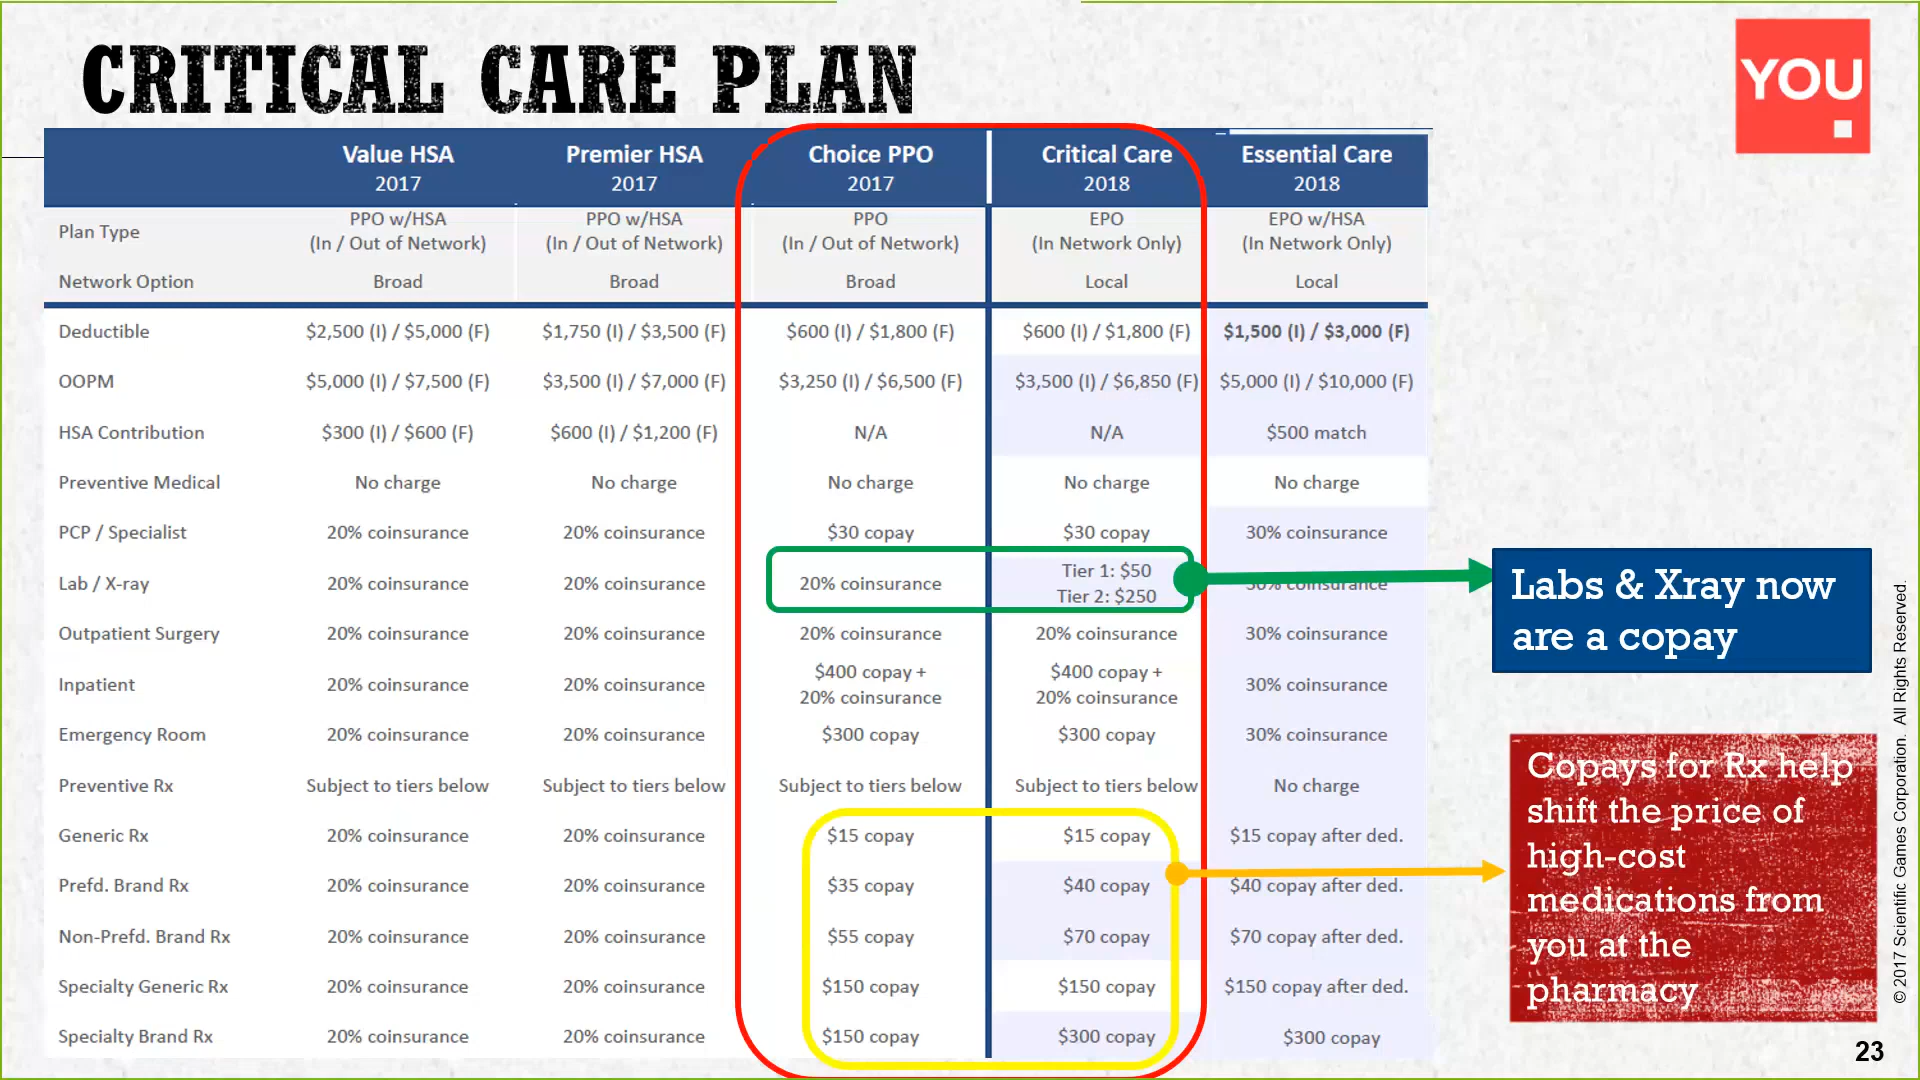 CRITICAL CARE PLAN
YOU
Value HSA Premier HSA Choice PPO Critical Care Essential Care
2017 2017 2017 2018 2018
Plan Type PPO w/HSA (In / Out of Network) PPO w/HSA (In / Out of Network) PPO (In / Out of Network) EPO (In Network Only) EPO w/HSA (In Network Only)
Network Option Broad Broad Broad Local Local
Deductible $2,500 (I) / $5,000 (F) $1,750 (I) / $3,500 (F) $600 (I) / $1,800 (F) $600 (I) / $1,800 (F) $1,500 (I) / $3,000 (F)
OOPM $5,000 (I) / $7,500 (F) $3,500 (I) / $7,000 (F) $3,250 (I) / $6,500 (F) $3,500 (I) / $6,850 (F) $5,000 (I) / $10,000 (F)
HSA Contribution $300 (I) / $600 (F) $600 (I) / $1,200 (F) N/A N/A $500 match
Preventive Medical No charge No charge No charge No charge No charge
PCP / Specialist 20% coinsurance 20% coinsurance $30 copay $30 copay 30% coinsurance
Lab / X-ray 20% coinsurance 20% coinsurance 20% coinsurance Tier 1: $50 Tier 2: $250 30% coinsurance
Outpatient Surgery 20% coinsurance 20% coinsurance 20% coinsurance 20% coinsurance 30% coinsurance
Inpatient 20% coinsurance 20% coinsurance $400 copay + 20% coinsurance $400 copay + 20% coinsurance 30% coinsurance
Emergency Room 20% coinsurance 20% coinsurance $300 copay $300 copay 30% coinsurance
Preventive Rx Subject to tiers below Subject to tiers below Subject to tiers below Subject to tiers below No charge
Generic Rx 20% coinsurance 20% coinsurance $15 copay $15 copay $15 copay after ded.
Prefd. Brand Rx 20% coinsurance 20% coinsurance $35 copay $40 copay $40 copay after ded.
Non-Prefd. Brand Rx 20% coinsurance 20% coinsurance $55 copay $70 copay $70 copay after ded.
Specialty Generic Rx 20% coinsurance 20% coinsurance $150 copay $150 copay $150 copay after ded.
Specialty Brand Rx 20% coinsurance 20% coinsurance $150 copay $300 copay $300 copay
Labs & Xray now
are a copay
Copays for Rx help
shift the price of
high-cost
medications from
you at the
pharmacy
© 2017 Scientific Games Corporation. All Rights Reserved.
23